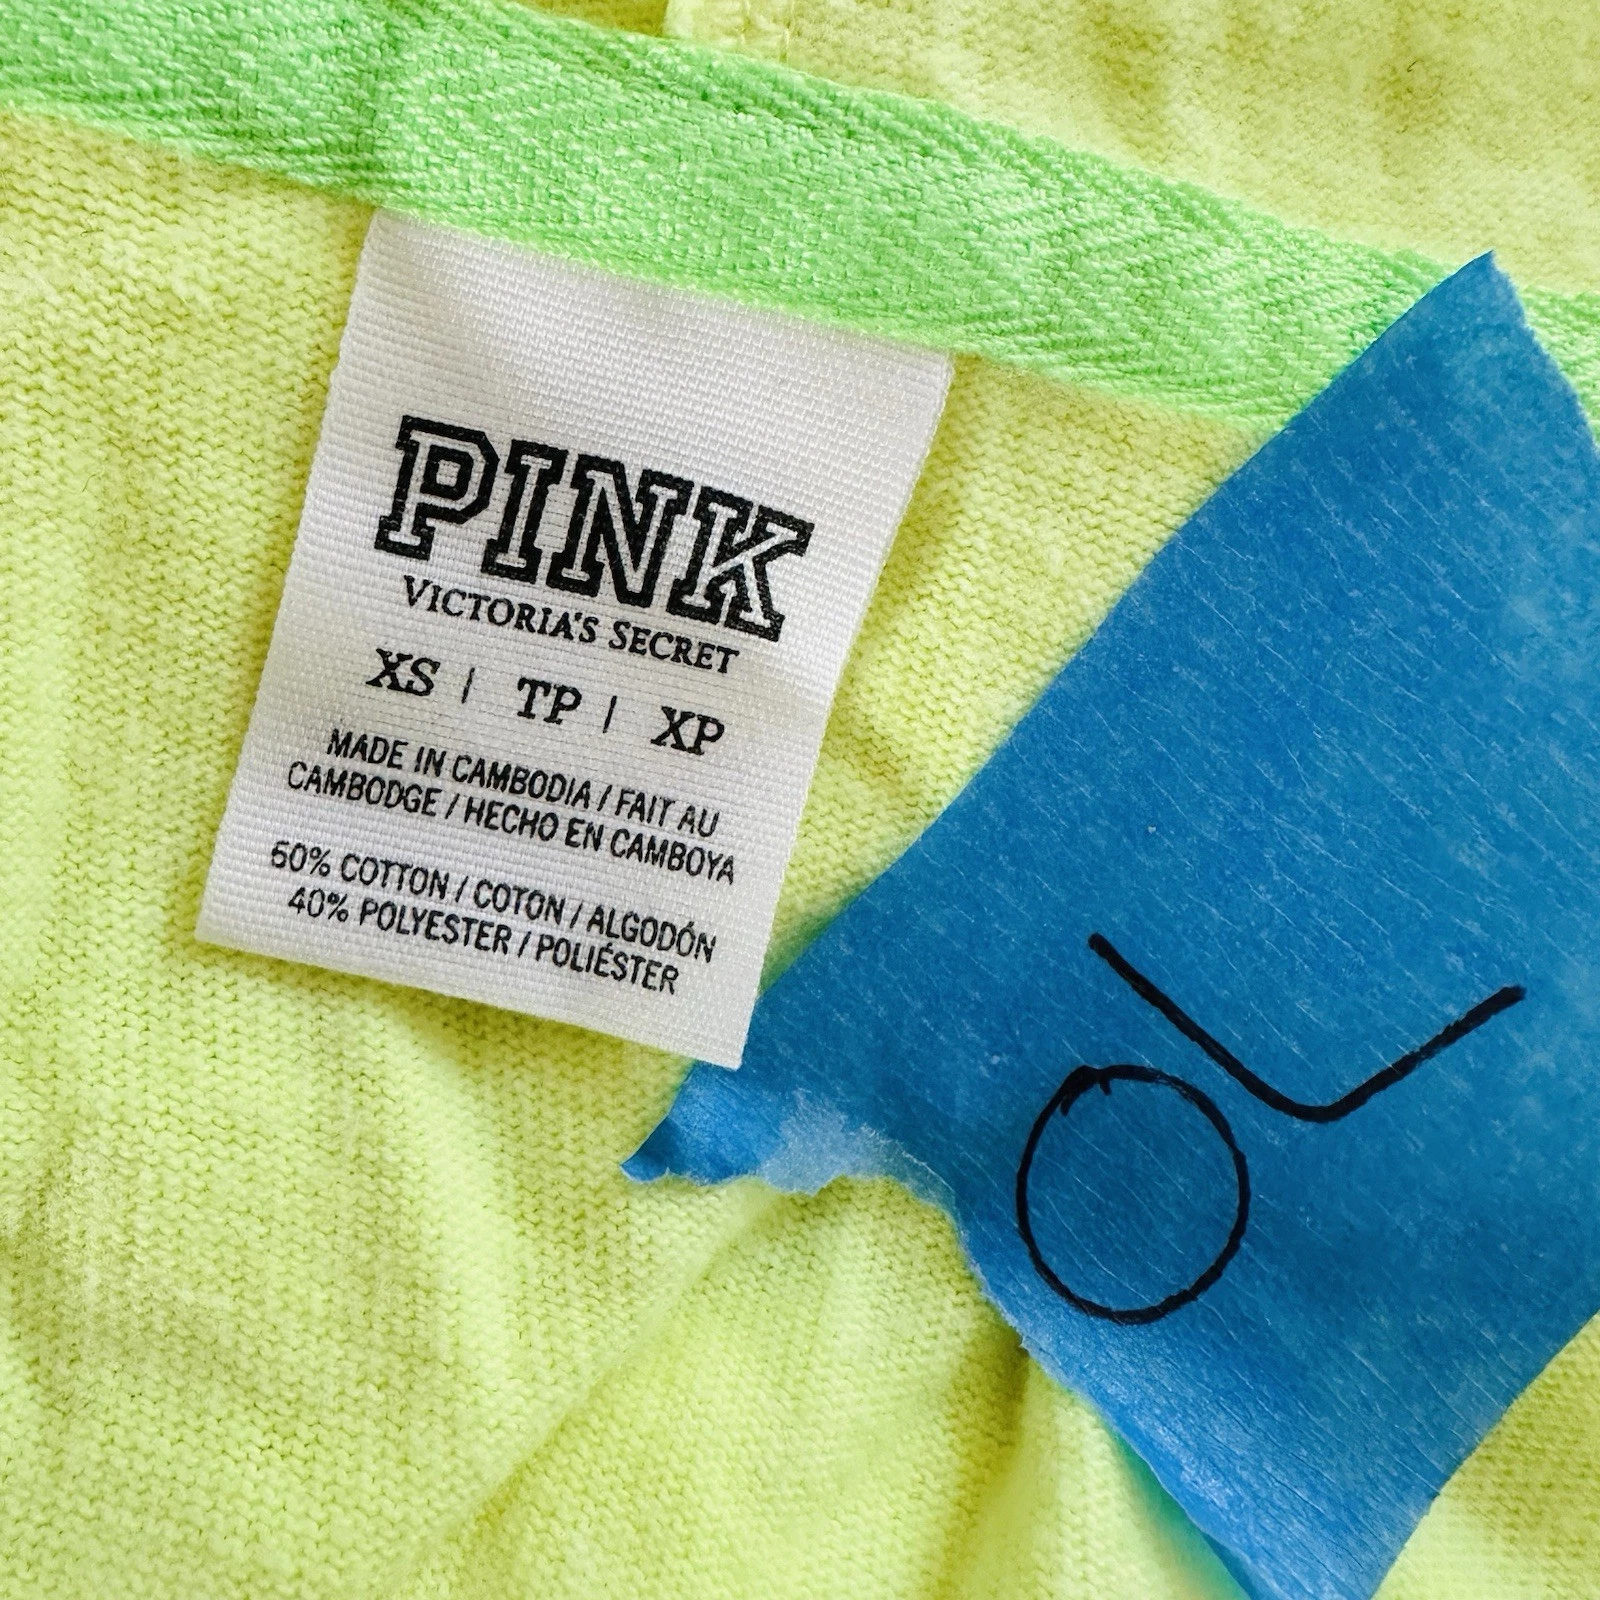 PINK
VICTORIA'S SECRET
XS | TP | XP
MADE IN CAMBODIA / FAIT AU
CAMBODGE / HECHO EN CAMBOYA
60% COTTON / COTON / ALGODÓN
40% POLYESTER / POLIÉSTER